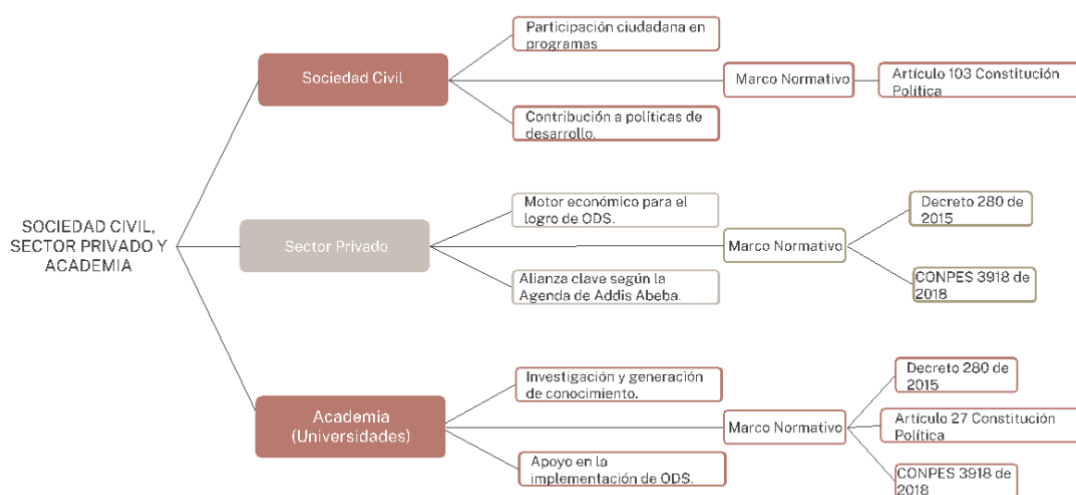 SOCIEDAD CIVIL,
SECTOR PRIVADO Y
ACADEMIA
Sociedad Civil
Participación ciudadana en
programas
Contribución a políticas de
desarrollo.
Marco Normativo
Artículo 103 Constitución
Política
Sector Privado
Motor económico para el
logro de ODS.
Alianza clave según la
Agenda de Addis Abeba.
Marco Normativo
Decreto 280 de
2015
CONPES 3918 de
2018
Academia
(Universidades)
Investigación y generación
de conocimiento.
Apoyo en la
implementación de ODS.
Marco Normativo
Decreto 280 de
2015
Artículo 27 Constitución
Política
CONPES 3918 de
2018